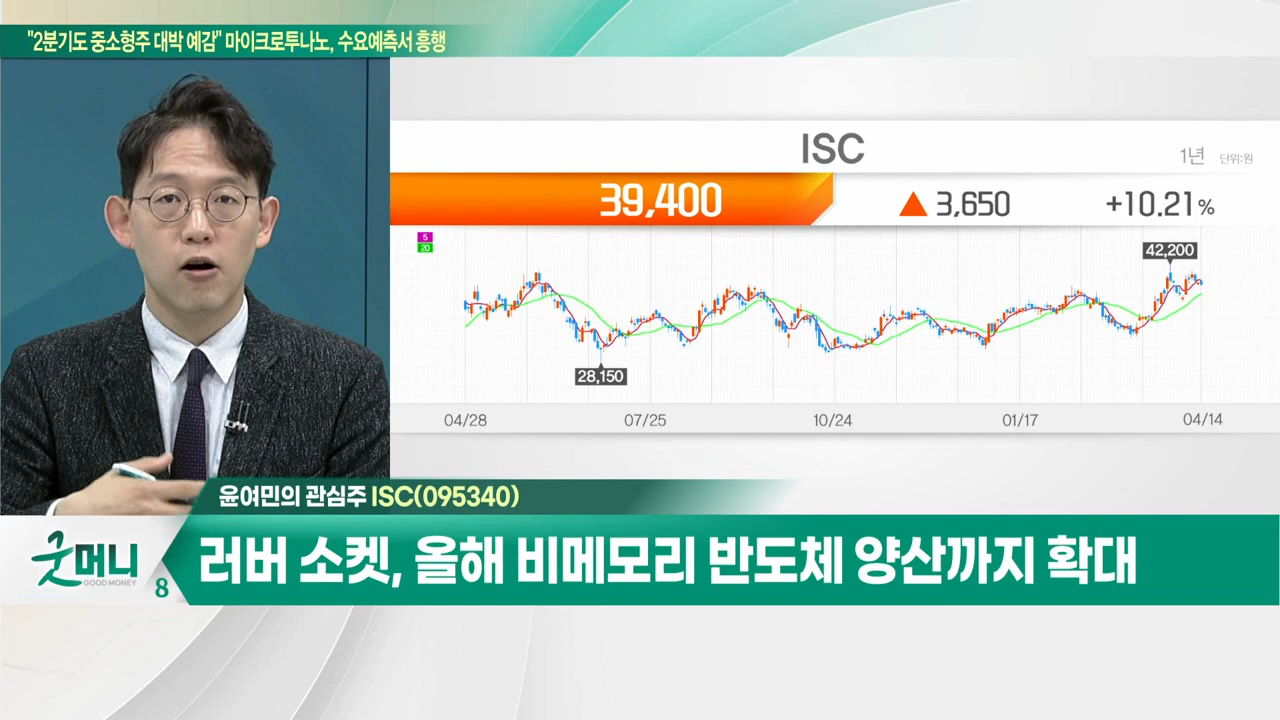 "2분기도 중소형주 대박 예감" 마이크로투나노, 수요예측서 흥행
ISC
1년 단위:원
39,400 ▲ 3,650 +10.21%
5
20
42,200
28,150
04/28 07/25 10/24 01/17 04/14
윤여민의 관심주 ISC(095340)
굿머니
GOOD MONEY
8
러버 소켓, 올해 비메모리 반도체 양산까지 확대